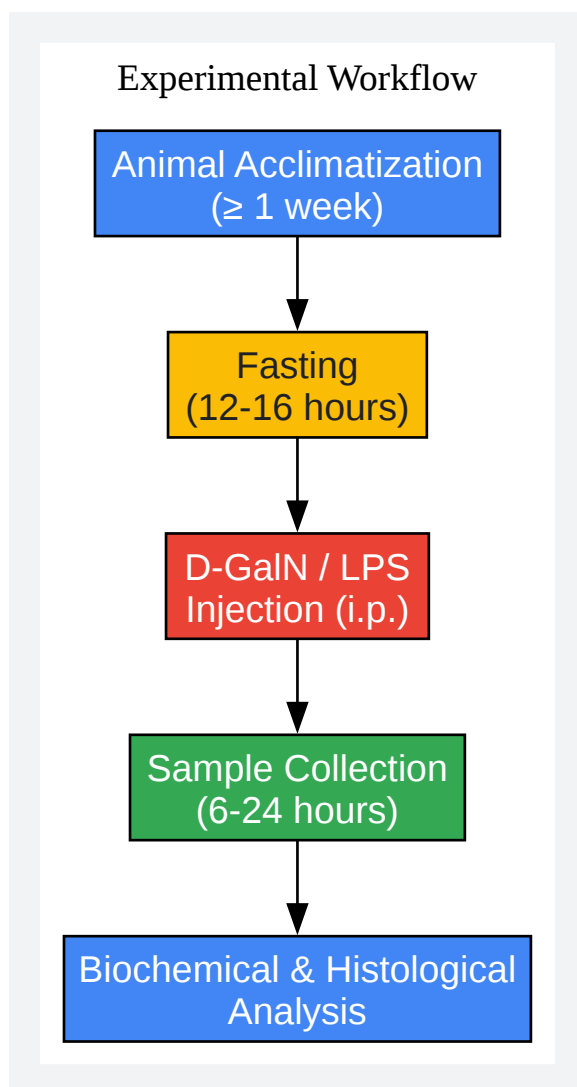 Experimental Workflow
Animal Acclimatization
(≥ 1 week)
Fasting
(12-16 hours)
D-GalN / LPS
Injection (i.p.)
Sample Collection
(6-24 hours)
Biochemical & Histological
Analysis